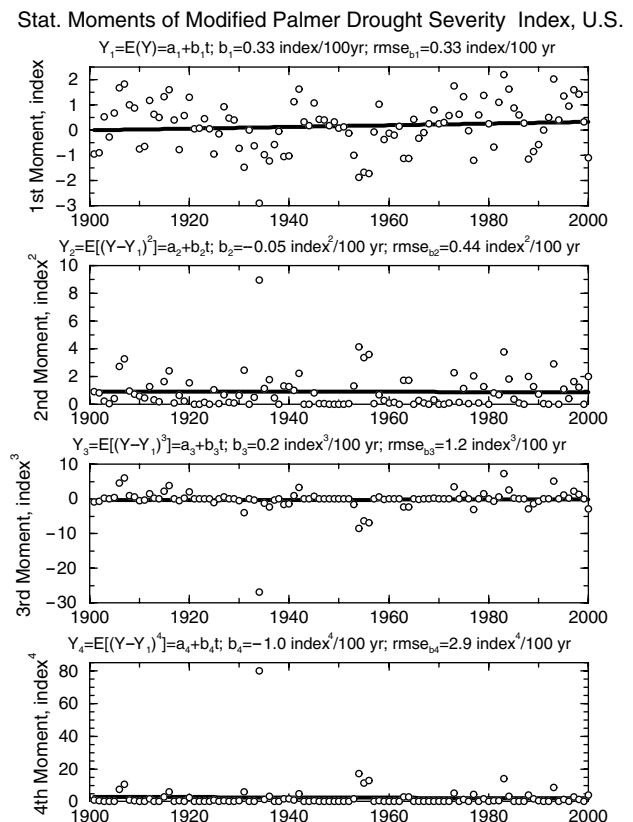 Stat. Moments of Modified Palmer Drought Severity Index, U.S.
Y₁=E(Y)=a₁+b₁t; b₁=0.33 index/100yr; rmse_b1=0.33 index/100 yr
1st Moment, index
2
1
0
−1
−2
−3
1900 1920 1940 1960 1980 2000
Y₂=E[(Y−Y₁)²]=a₂+b₂t; b₂=−0.05 index²/100 yr; rmse_b2=0.44 index²/100 yr
2nd Moment, index²
10
8
6
4
2
0
1900 1920 1940 1960 1980 2000
Y₃=E[(Y−Y₁)³]=a₃+b₃t; b₃=0.2 index³/100 yr; rmse_b3=1.2 index³/100 yr
3rd Moment, index³
10
0
−10
−20
−30
1900 1920 1940 1960 1980 2000
Y₄=E[(Y−Y₁)⁴]=a₄+b₄t; b₄=−1.0 index⁴/100 yr; rmse_b4=2.9 index⁴/100 yr
4th Moment, index⁴
80
60
40
20
0
1900 1920 1940 1960 1980 2000